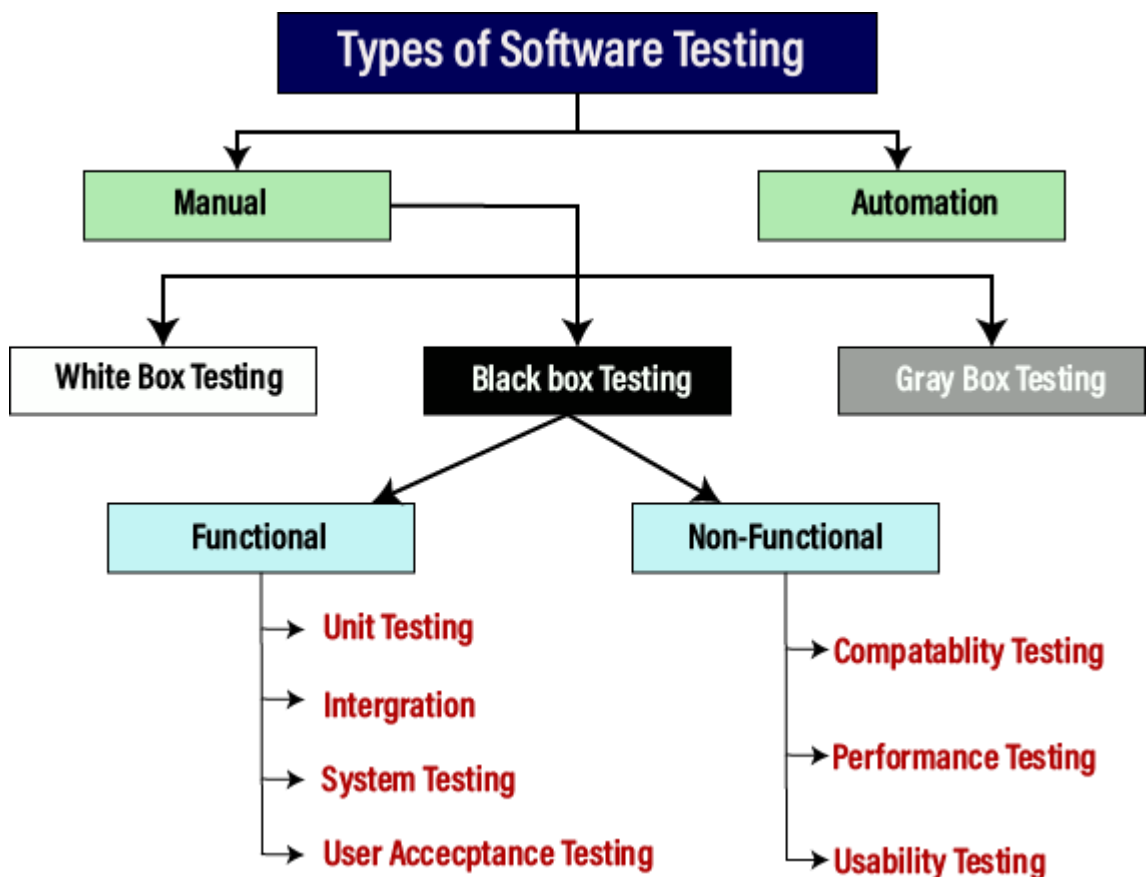 Types of Software Testing
Manual
Automation
White Box Testing
Black box Testing
Gray Box Testing
Functional
Non-Functional
Unit Testing
Intergration
System Testing
User Accecptance Testing
Compatablity Testing
Performance Testing
Usability Testing